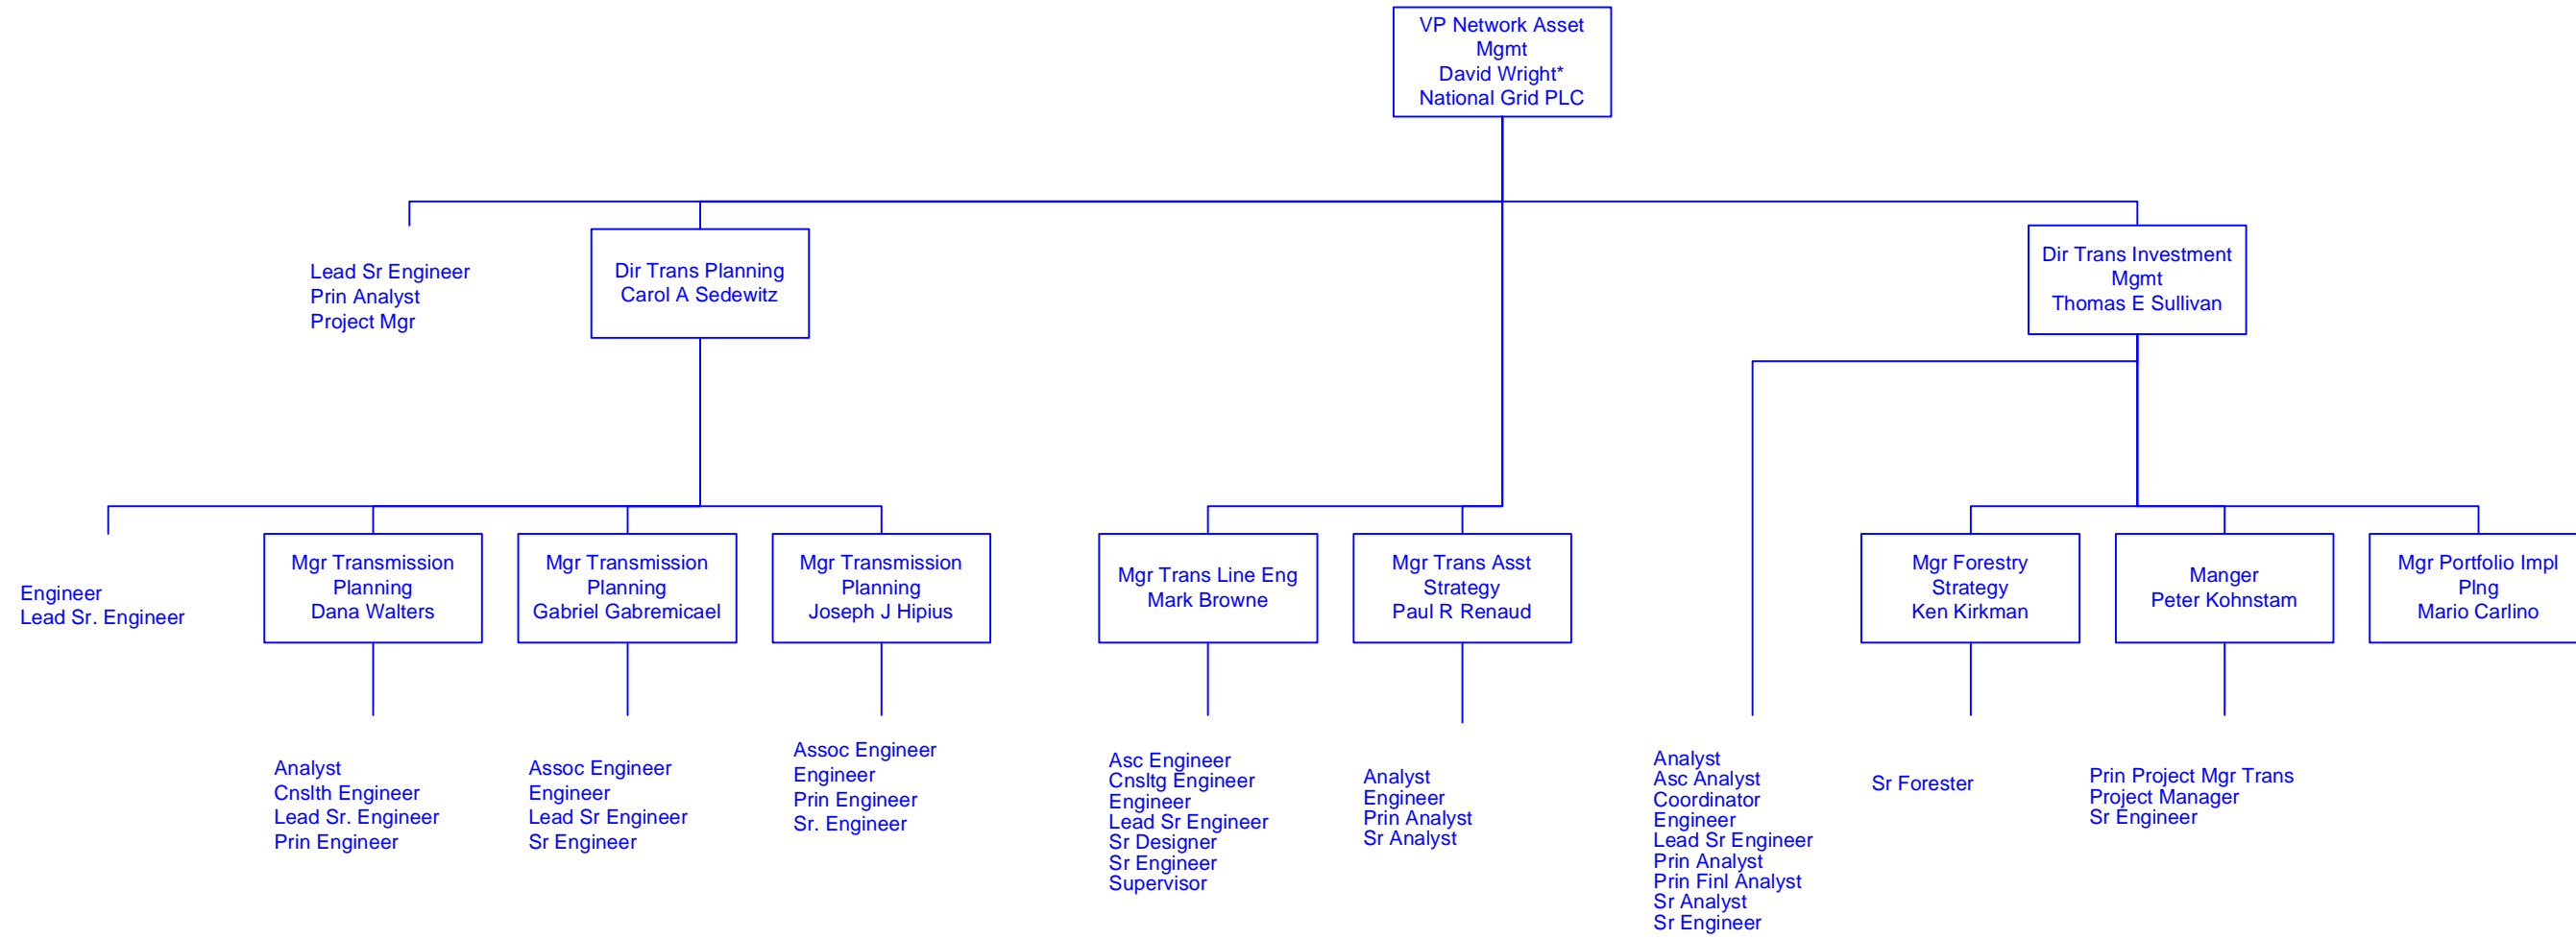 VP Network Asset
Mgmt
David Wright*
National Grid PLC
Lead Sr Engineer
Prin Analyst
Project Mgr
Dir Trans Planning
Carol A Sedewitz
Dir Trans Investment
Mgmt
Thomas E Sullivan
Engineer
Lead Sr. Engineer
Mgr Transmission
Planning
Dana Walters
Mgr Transmission
Planning
Gabriel Gabremicael
Mgr Transmission
Planning
Joseph J Hipius
Mgr Trans Line Eng
Mark Browne
Mgr Trans Asst
Strategy
Paul R Renaud
Mgr Forestry
Strategy
Ken Kirkman
Manger
Peter Kohnstam
Mgr Portfolio Impl
Plng
Mario Carlino
Analyst
Cnslth Engineer
Lead Sr. Engineer
Prin Engineer
Assoc Engineer
Engineer
Lead Sr Engineer
Sr Engineer
Assoc Engineer
Engineer
Prin Engineer
Sr. Engineer
Asc Engineer
Cnsltg Engineer
Engineer
Lead Sr Engineer
Sr Designer
Sr Engineer
Supervisor
Analyst
Engineer
Prin Analyst
Sr Analyst
Analyst
Asc Analyst
Coordinator
Engineer
Lead Sr Engineer
Prin Analyst
Prin Finl Analyst
Sr Analyst
Sr Engineer
Sr Forester
Prin Project Mgr Trans
Project Manager
Sr Engineer